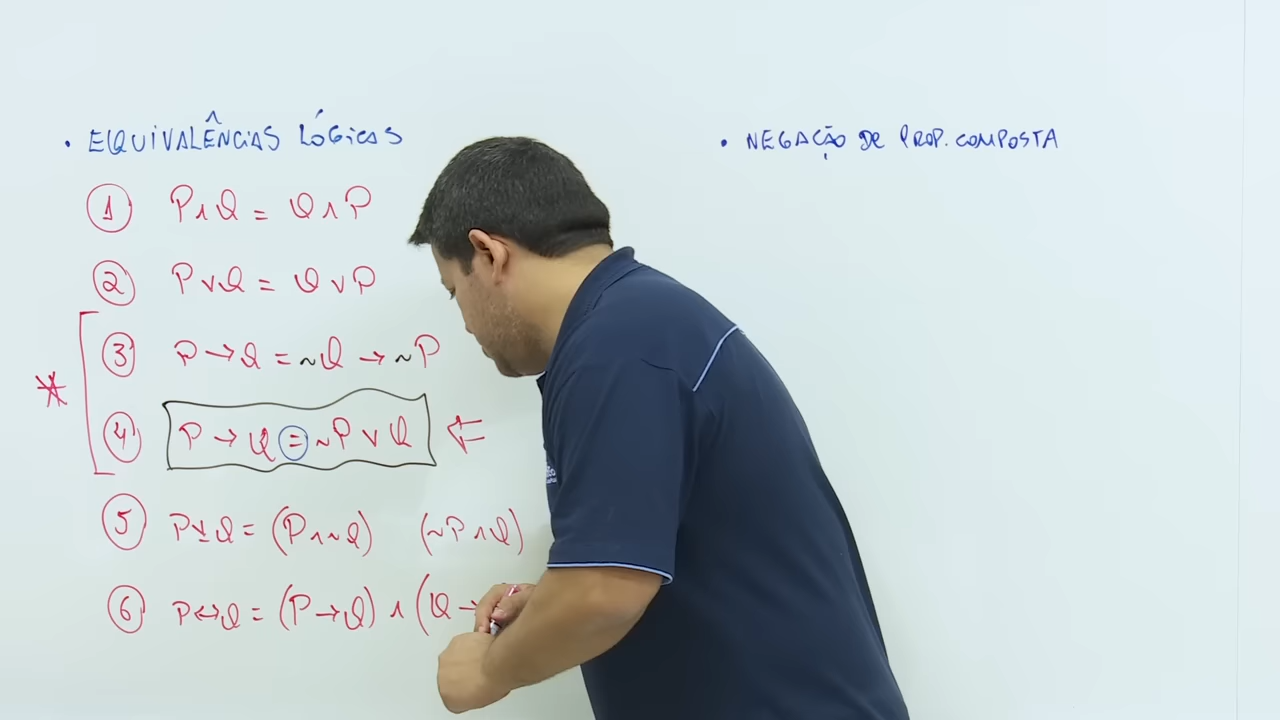 • EQUIVALÊNCIAS LÓGICAS
① P ∧ Q = Q ∧ P
② P ∨ Q = Q ∨ P
* ③ P → Q = ~Q → ~P
④ P → Q = ~P ∨ Q ⇐
⑤ P ⊻ Q = (P ∧ ~Q) (~P ∧ Q)
⑥ P ↔ Q = (P → Q) ∧ (Q →
• NEGAÇÃO DE PROP. COMPOSTA